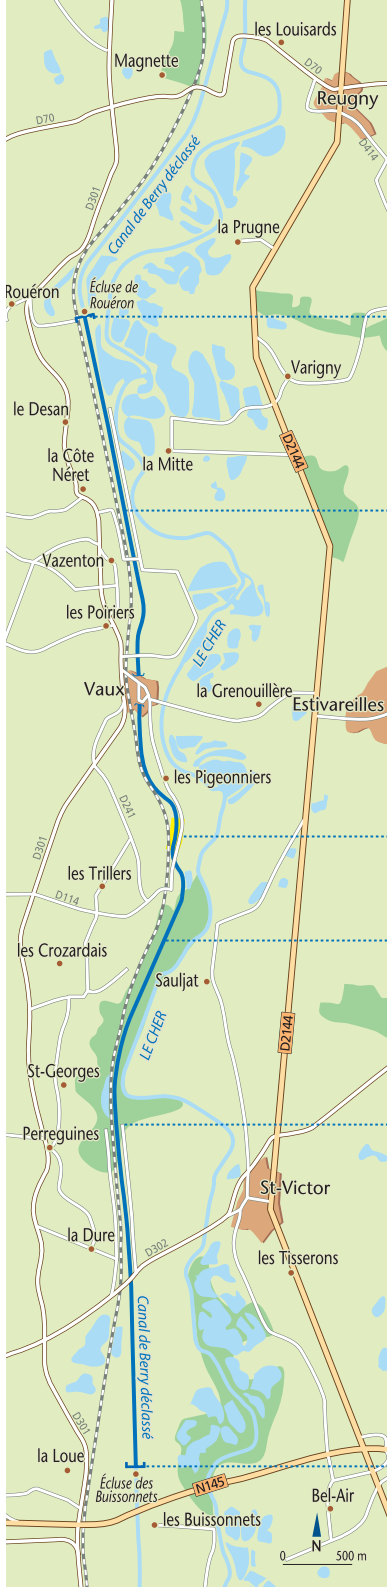 les Louisards
Magnette
D70
Reugny
D70
D414
Canal de Berry déclassé
D301
la Prugne
Écluse de
Rouéron
Rouéron
Varigny
le Desan
D2144
la Côte
Néret
la Mitte
Vazenton
les Poiriers
LE CHER
Vaux
la Grenouillère
Estivareilles
les Pigeonniers
D241
D301
les Trillers
D114
les Crozardais
Sauljat
LE CHER
D2144
St-Georges
Perreguines
St-Victor
la Dure
D302
les Tisserons
Canal de Berry déclassé
D301
la Loue
Écluse des
Buissonnets
N145
Bel-Air
les Buissonnets
N
0 500 m